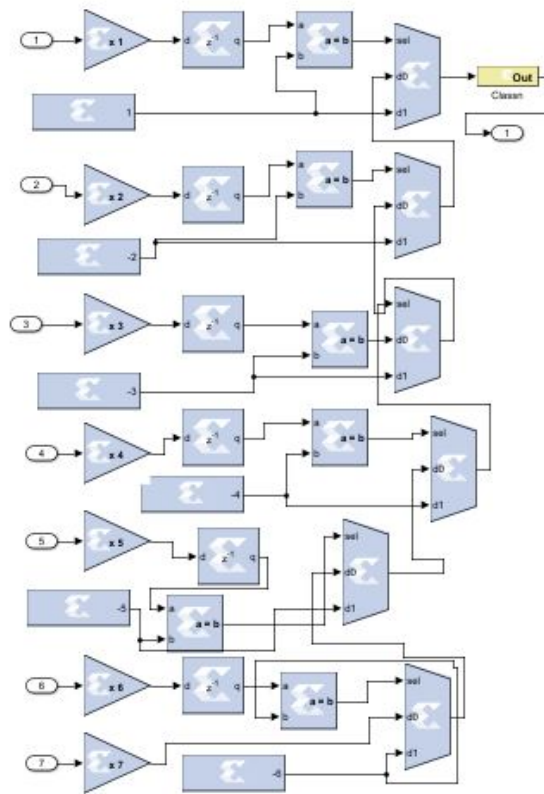 1
x 1
d z⁻¹ q
a
b
a = b
sel
d0
d1
Out
Classn
1
1
2
x 2
d z⁻¹ q
a
b
a = b
sel
d0
d1
-2
3
x 3
d z⁻¹ q
a
b
a = b
sel
d0
d1
-3
4
x 4
d z⁻¹ q
a
b
a = b
sel
d0
d1
-4
5
x 5
d z⁻¹ q
a
b
a = b
sel
d0
d1
-5
6
x 6
d z⁻¹ q
a
b
a = b
sel
d0
d1
7
x 7
-6